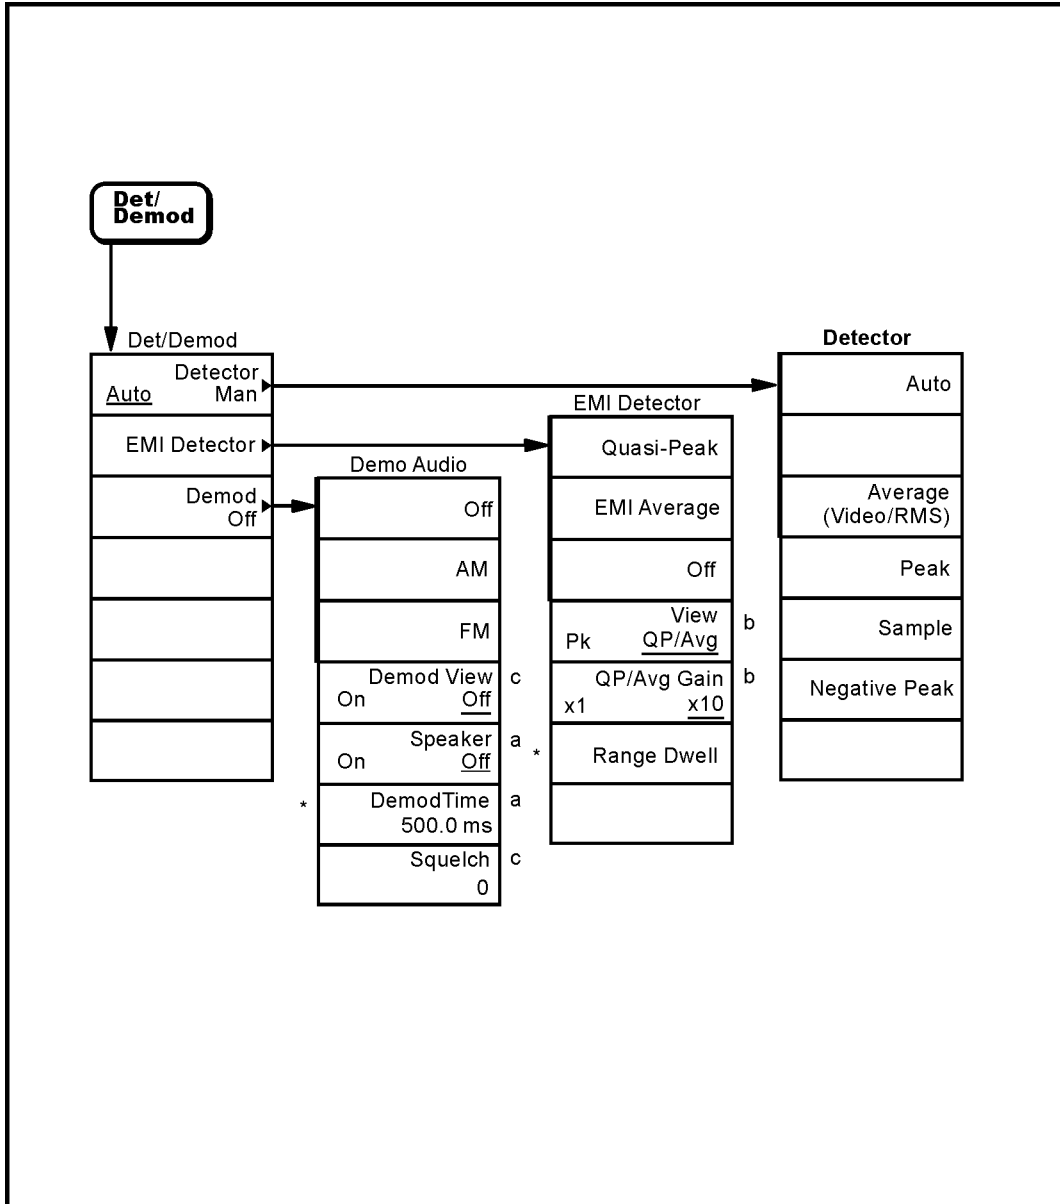 Det/
Demod
Det/Demod
Detector
Auto Man
EMI Detector
Demod
Off
Demo Audio
Off
AM
FM
Demod View c
On Off
Speaker a
On Off
* DemodTime a
500.0 ms
Squelch c
0
EMI Detector
Quasi-Peak
EMI Average
Off
View b
Pk QP/Avg
QP/Avg Gain b
x1 x10
* Range Dwell
Detector
Auto
Average
(Video/RMS)
Peak
Sample
Negative Peak